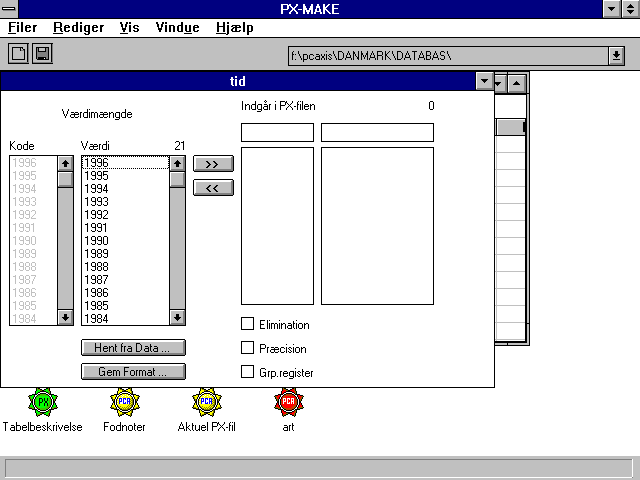 PX-MAKE
Filer Rediger Vis Vindue Hjælp
f:\pcaxis\DANMARK\DATABAS\
tid
Værdimængde
Indgår i PX-filen 0
Kode Værdi 21
1996 1996
1995 1995
1994 1994
1993 1993
1992 1992
1991 1991
1990 1990
1989 1989
1988 1988
1987 1987
1986 1986
1985 1985
1984 1984
>>
<<
Hent fra Data ...
Gem Format ...
Elimination
Præcision
Grp.register
PX PCA PCA PCA
Tabelbeskrivelse Fodnoter Aktuel PX-fil art